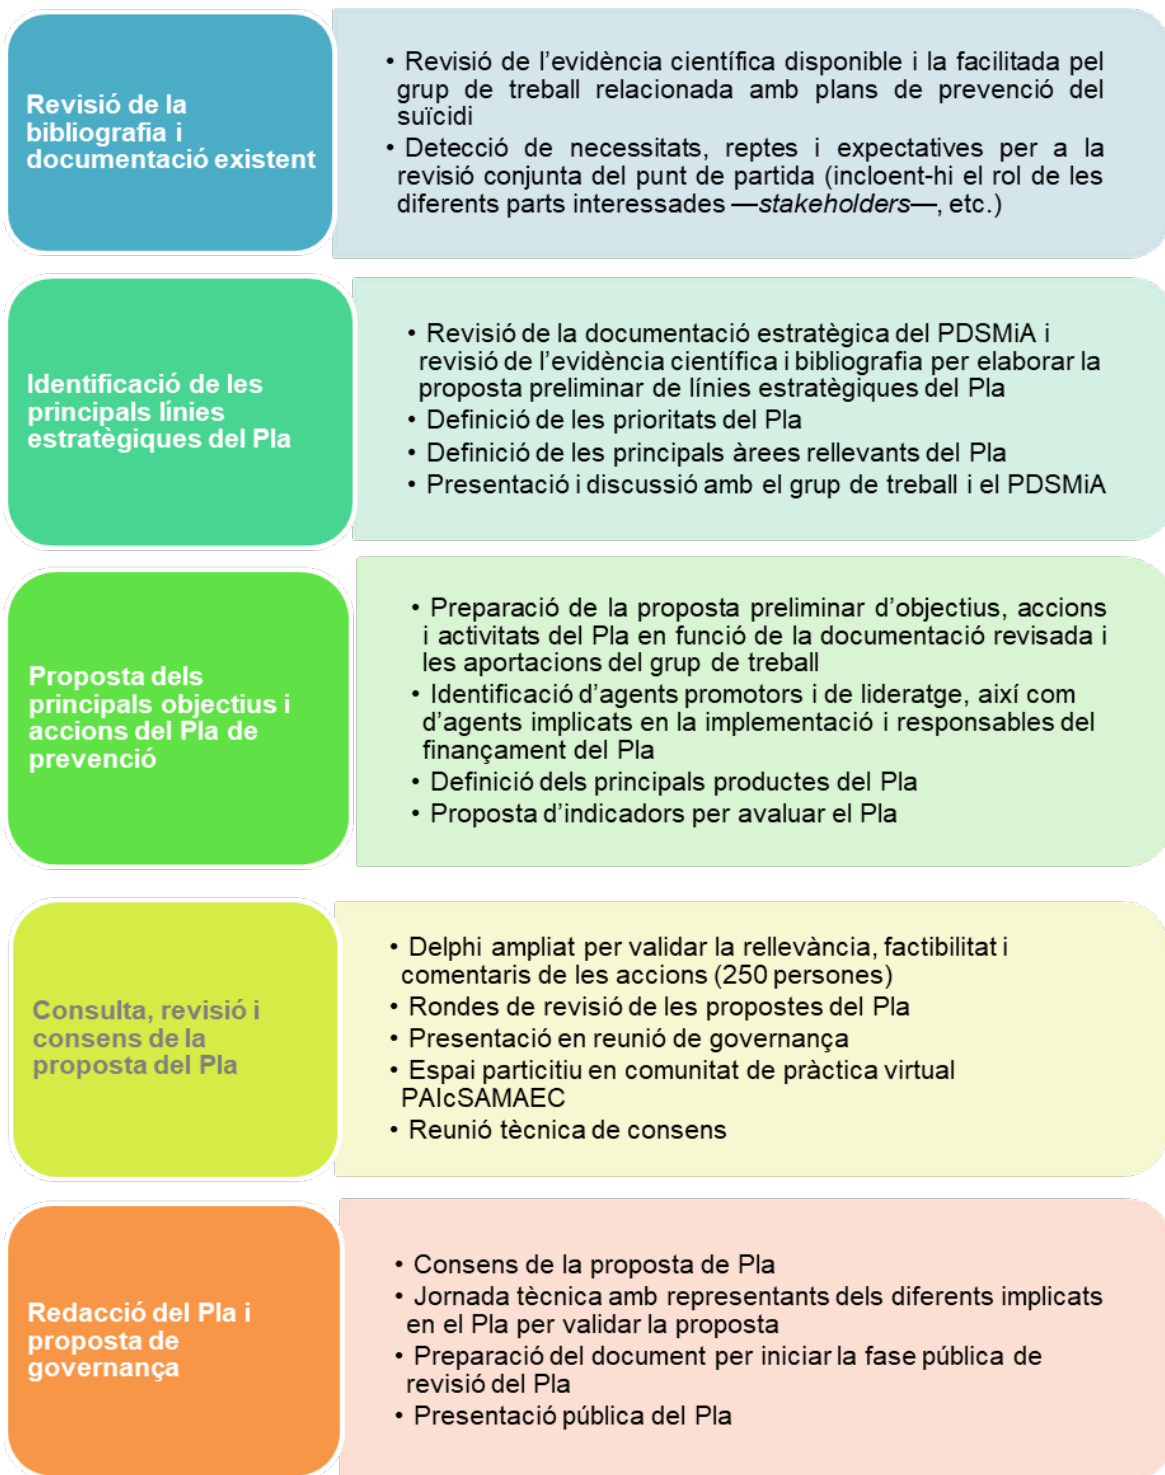 Revisió de la
bibliografia i
documentació existent
• Revisió de l’evidència científica disponible i la facilitada pel
grup de treball relacionada amb plans de prevenció del
suïcidi
• Detecció de necessitats, reptes i expectatives per a la
revisió conjunta del punt de partida (incloent-hi el rol de les
diferents parts interessades —stakeholders—, etc.)
Identificació de les
principals línies
estratègiques del Pla
• Revisió de la documentació estratègica del PDSMiA i
revisió de l’evidència científica i bibliografia per elaborar la
proposta preliminar de línies estratègiques del Pla
• Definició de les prioritats del Pla
• Definició de les principals àrees rellevants del Pla
• Presentació i discussió amb el grup de treball i el PDSMiA
Proposta dels
principals objectius i
accions del Pla de
prevenció
• Preparació de la proposta preliminar d’objectius, accions
i activitats del Pla en funció de la documentació revisada i
les aportacions del grup de treball
• Identificació d’agents promotors i de lideratge, així com
d’agents implicats en la implementació i responsables del
finançament del Pla
• Definició dels principals productes del Pla
• Proposta d’indicadors per avaluar el Pla
Consulta, revisió i
consens de la
proposta del Pla
• Delphi ampliat per validar la rellevància, factibilitat i
comentaris de les accions (250 persones)
• Rondes de revisió de les propostes del Pla
• Presentació en reunió de governança
• Espai particitiu en comunitat de pràctica virtual
PAIcSAMAEC
• Reunió tècnica de consens
Redacció del Pla i
proposta de
governança
• Consens de la proposta de Pla
• Jornada tècnica amb representants dels diferents implicats
en el Pla per validar la proposta
• Preparació del document per iniciar la fase pública de
revisió del Pla
• Presentació pública del Pla